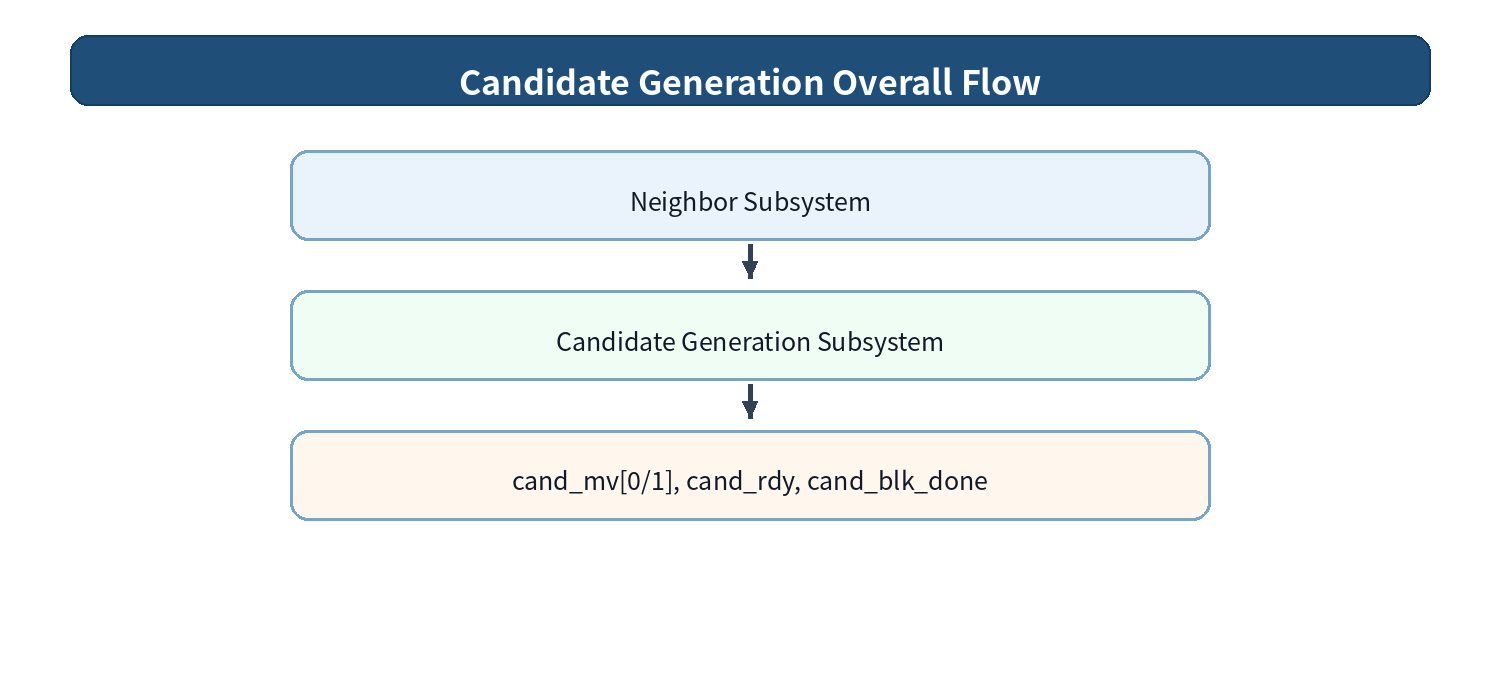 Candidate Generation Overall Flow
Neighbor Subsystem
Candidate Generation Subsystem
cand_mv[0/1], cand_rdy, cand_blk_done